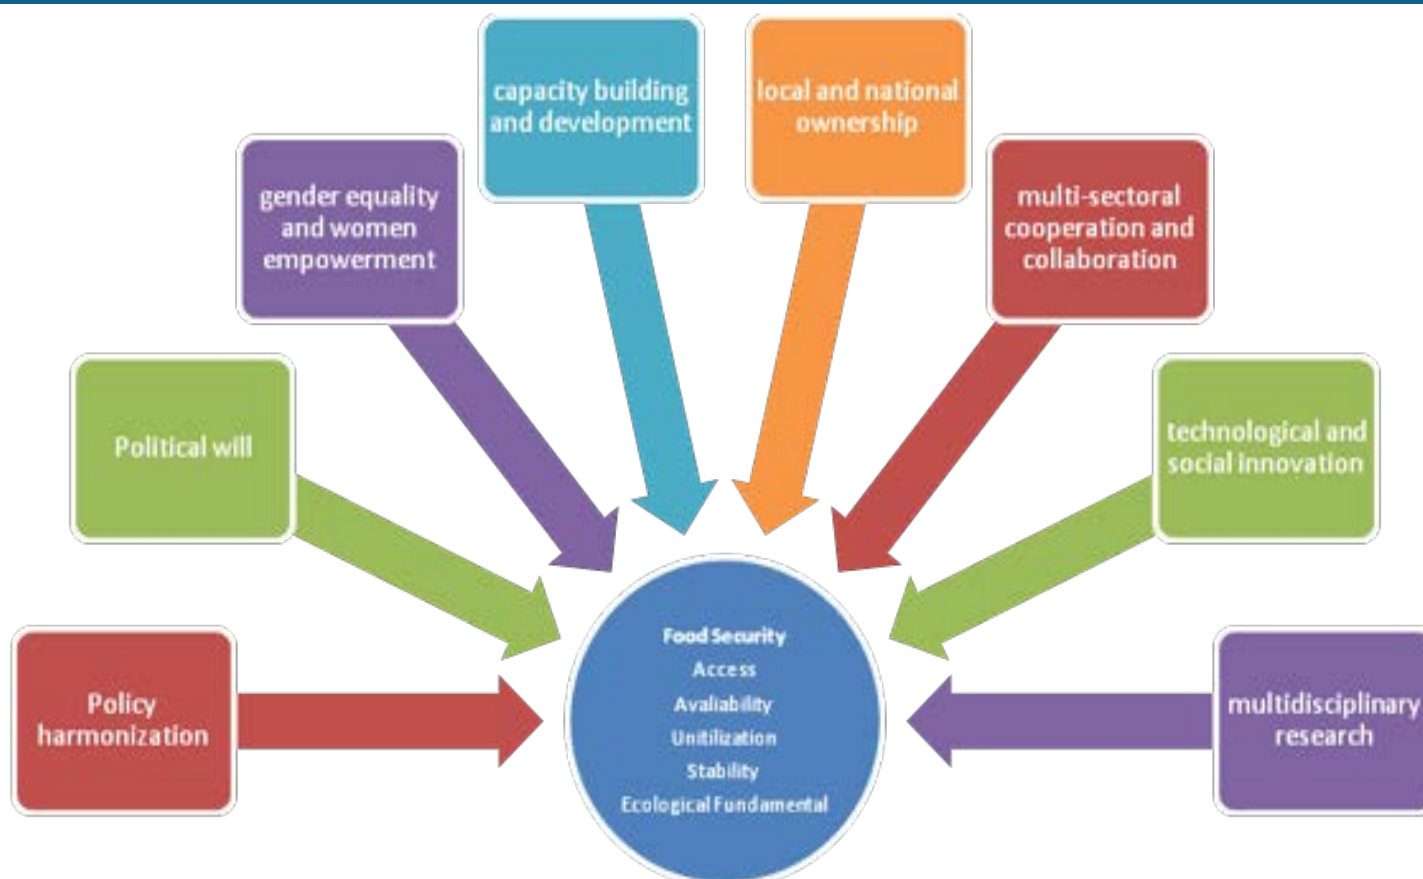 capacity building
and development
local and national
ownership
gender equality
and women
empowerment
multi-sectoral
cooperation and
collaboration
Political will
technological and
social innovation
Policy
harmonization
Food Security
Access
Avaliability
Unitilization
Stability
Ecological Fundamental
multidisciplinary
research